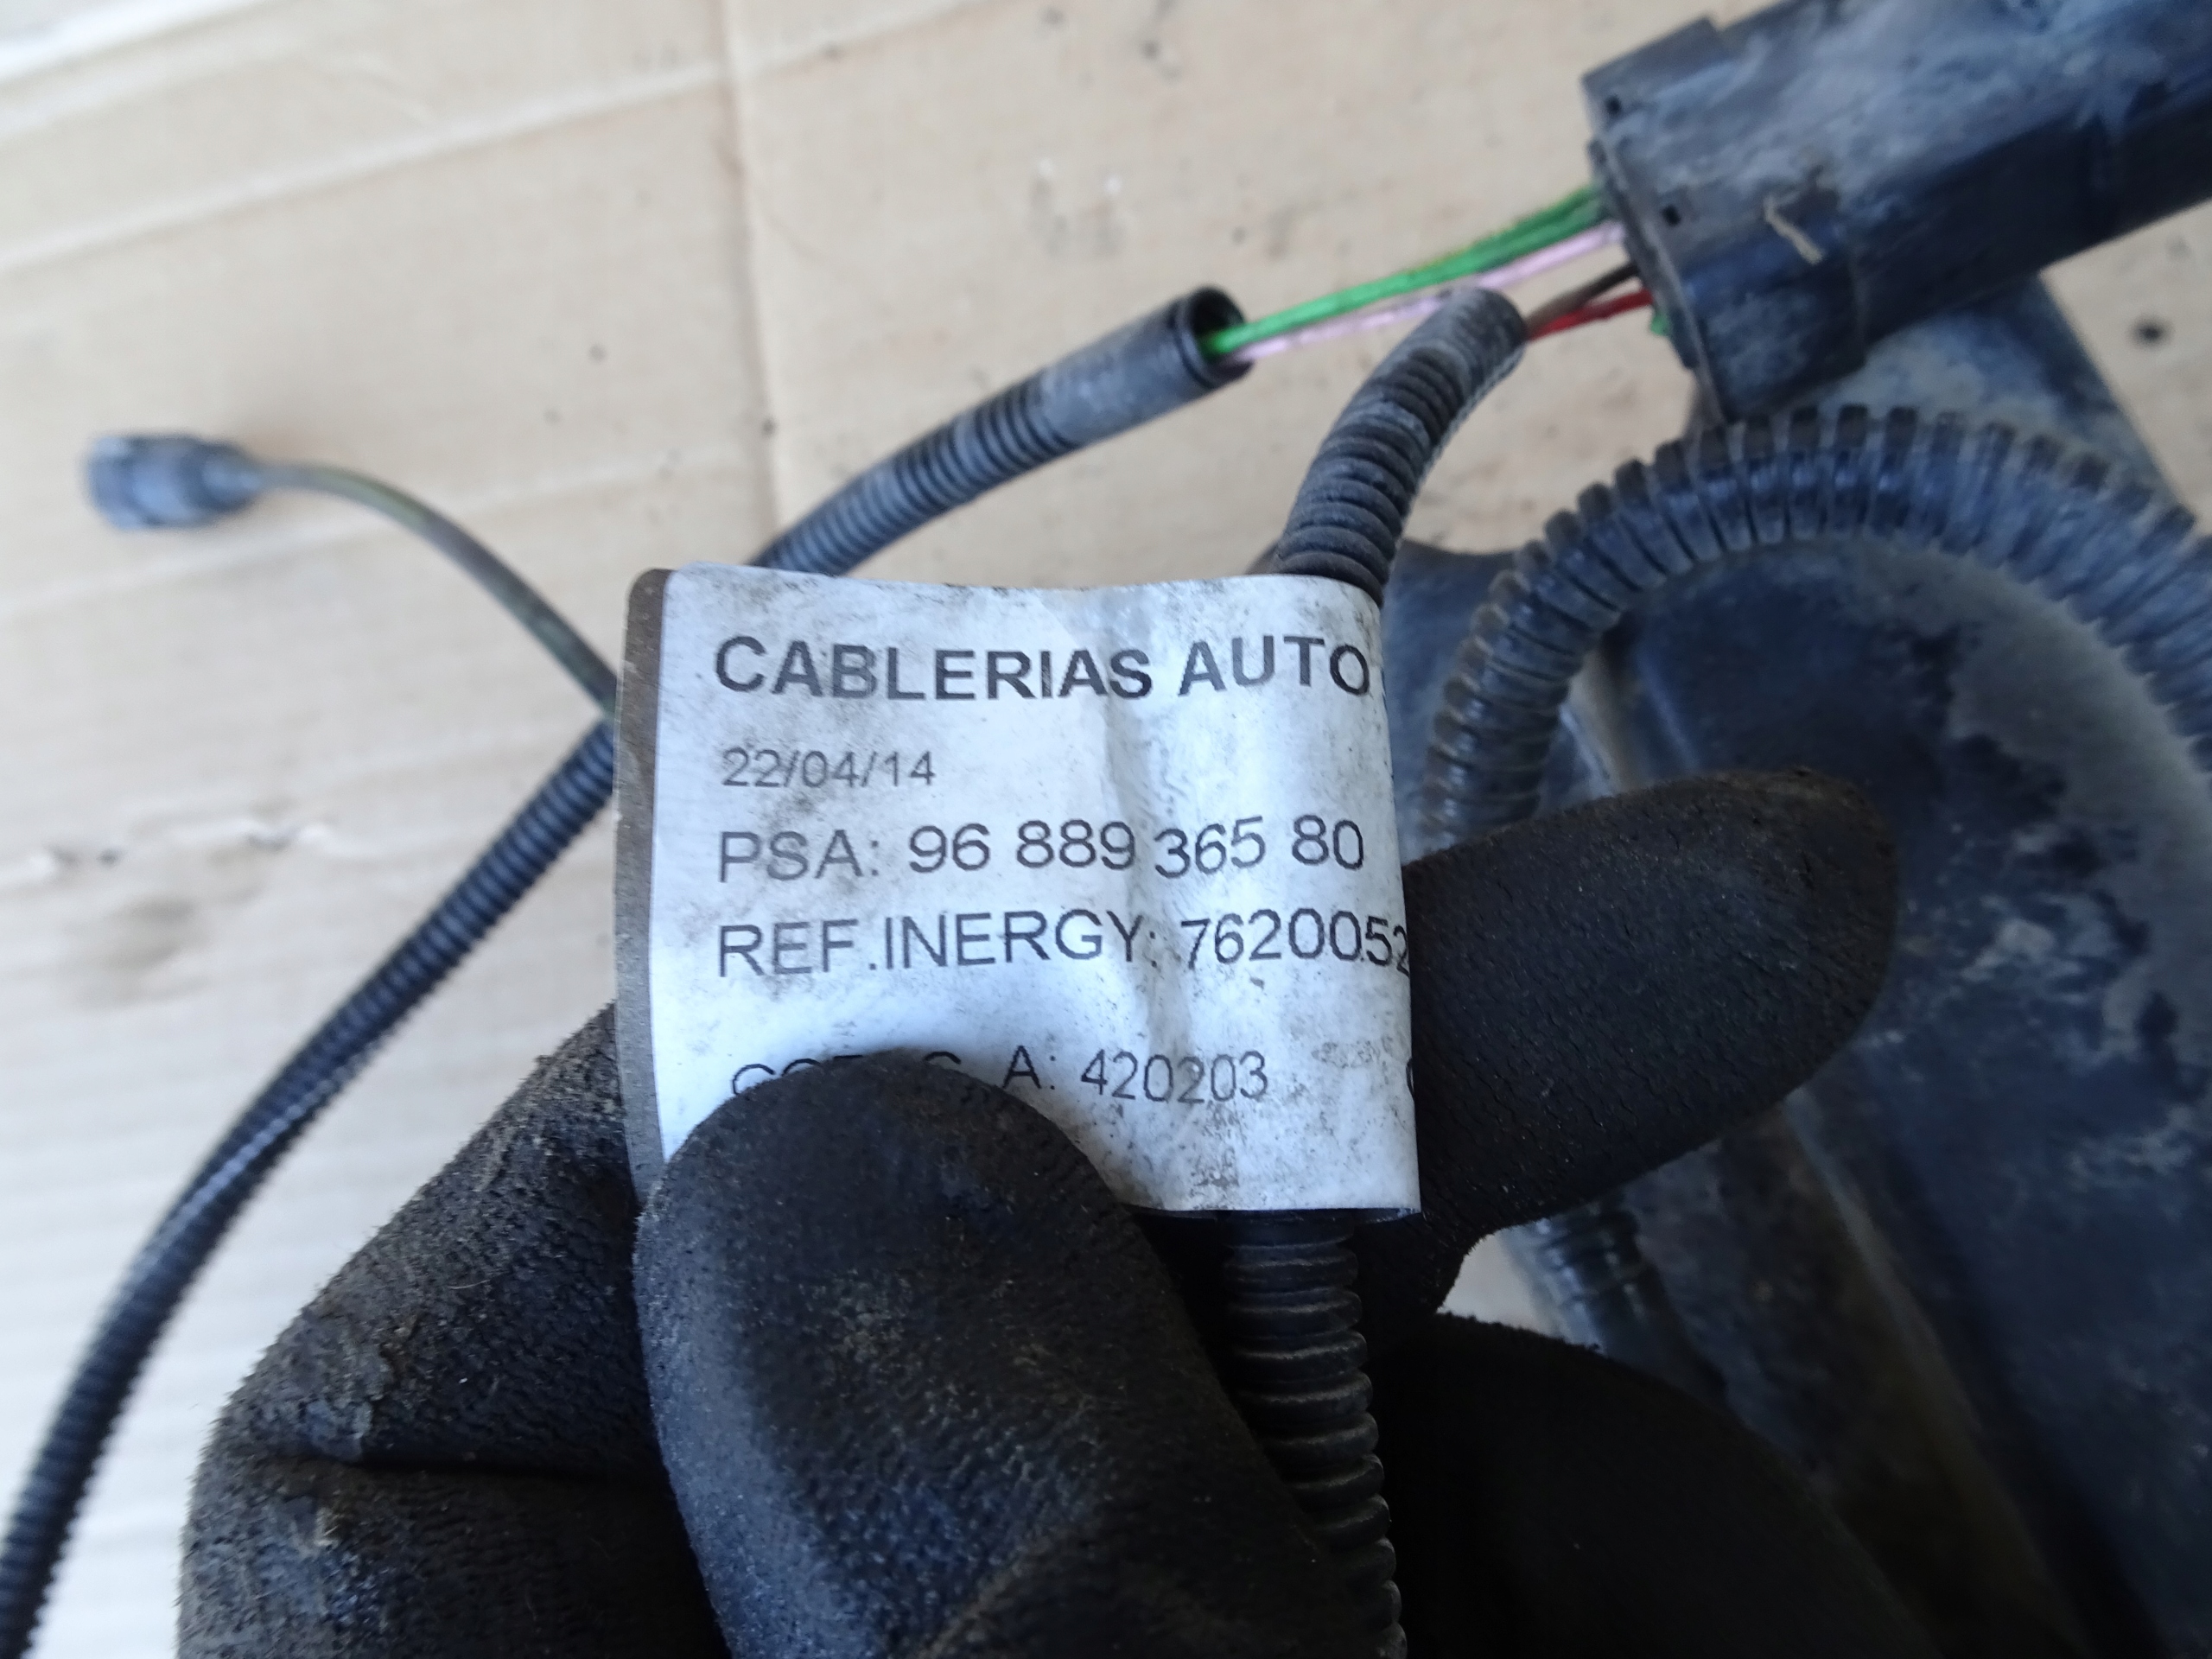 CABLERIAS AUTO
22/04/14
PSA: 96 889 365 80
REF.INERGY: 7620052
A: 420203